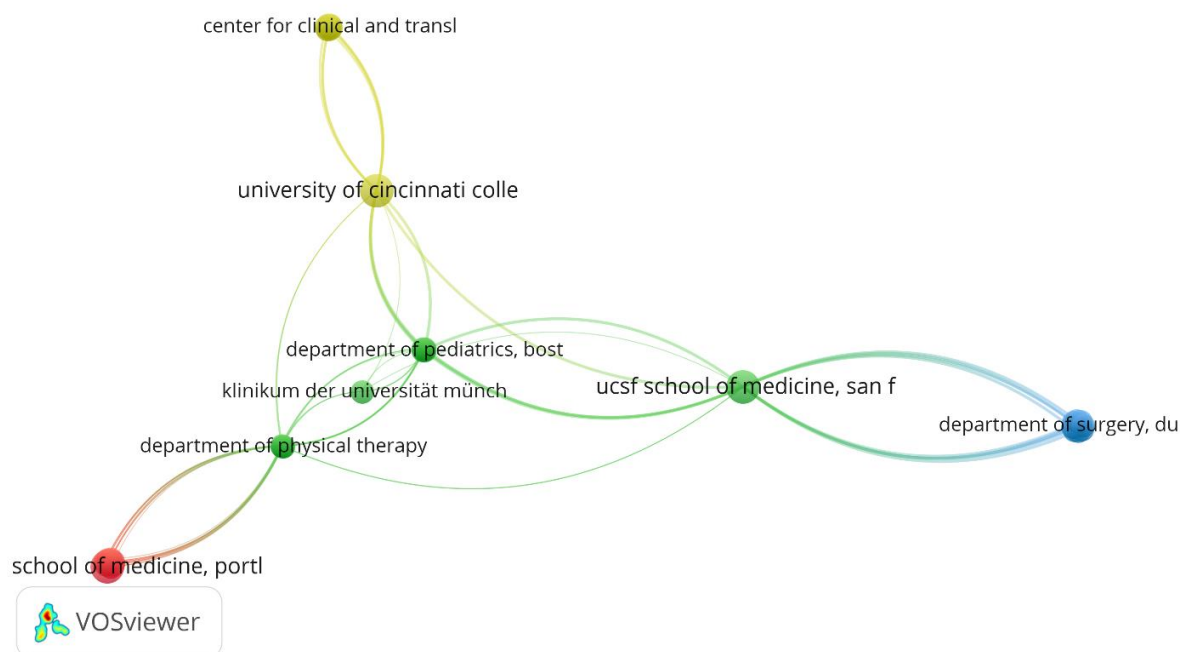 center for clinical and transl
university of cincinnati colle
department of pediatrics, bost
ucsf school of medicine, san f
klinikum der universität münch
department of surgery, du
department of physical therapy
school of medicine, portl
VOSviewer